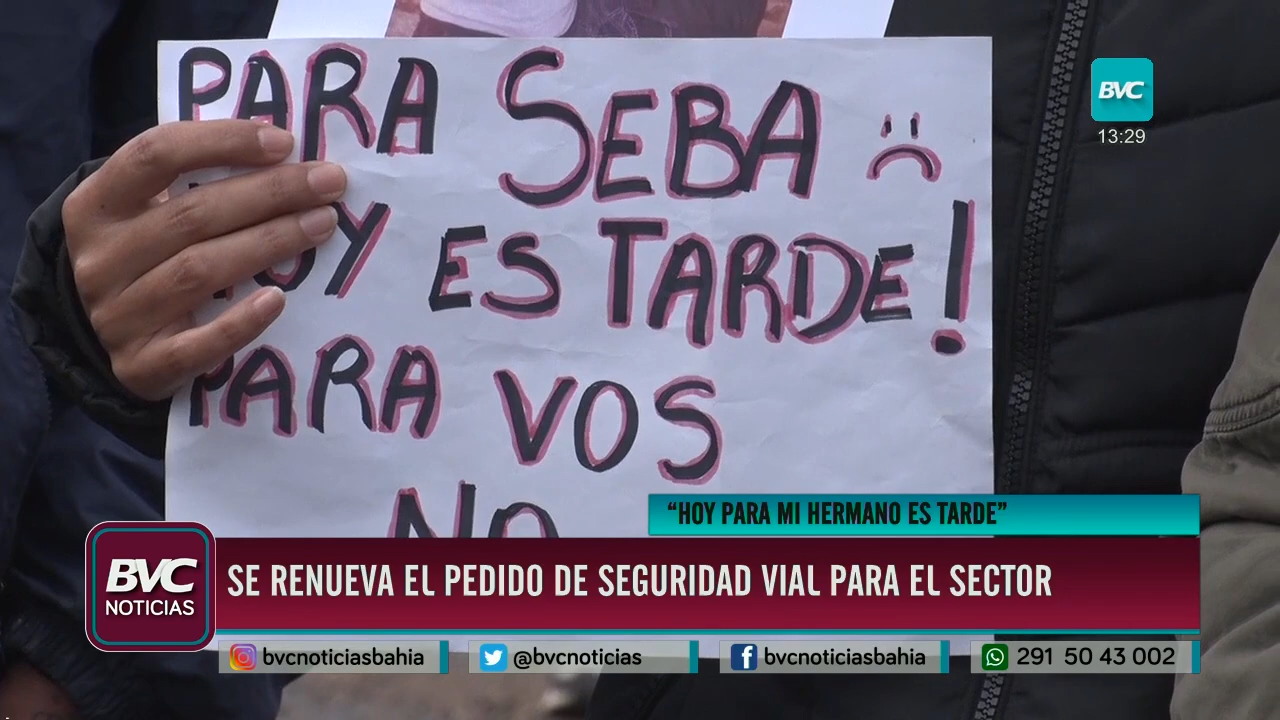 PARA SEBA
HOY ES TARDE!
PARA VOS
NO
BVC
13:29
"HOY PARA MI HERMANO ES TARDE"
BVC
NOTICIAS
SE RENUEVA EL PEDIDO DE SEGURIDAD VIAL PARA EL SECTOR
bvcnoticiasbahia
@bvcnoticias
bvcnoticiasbahia
291 50 43 002